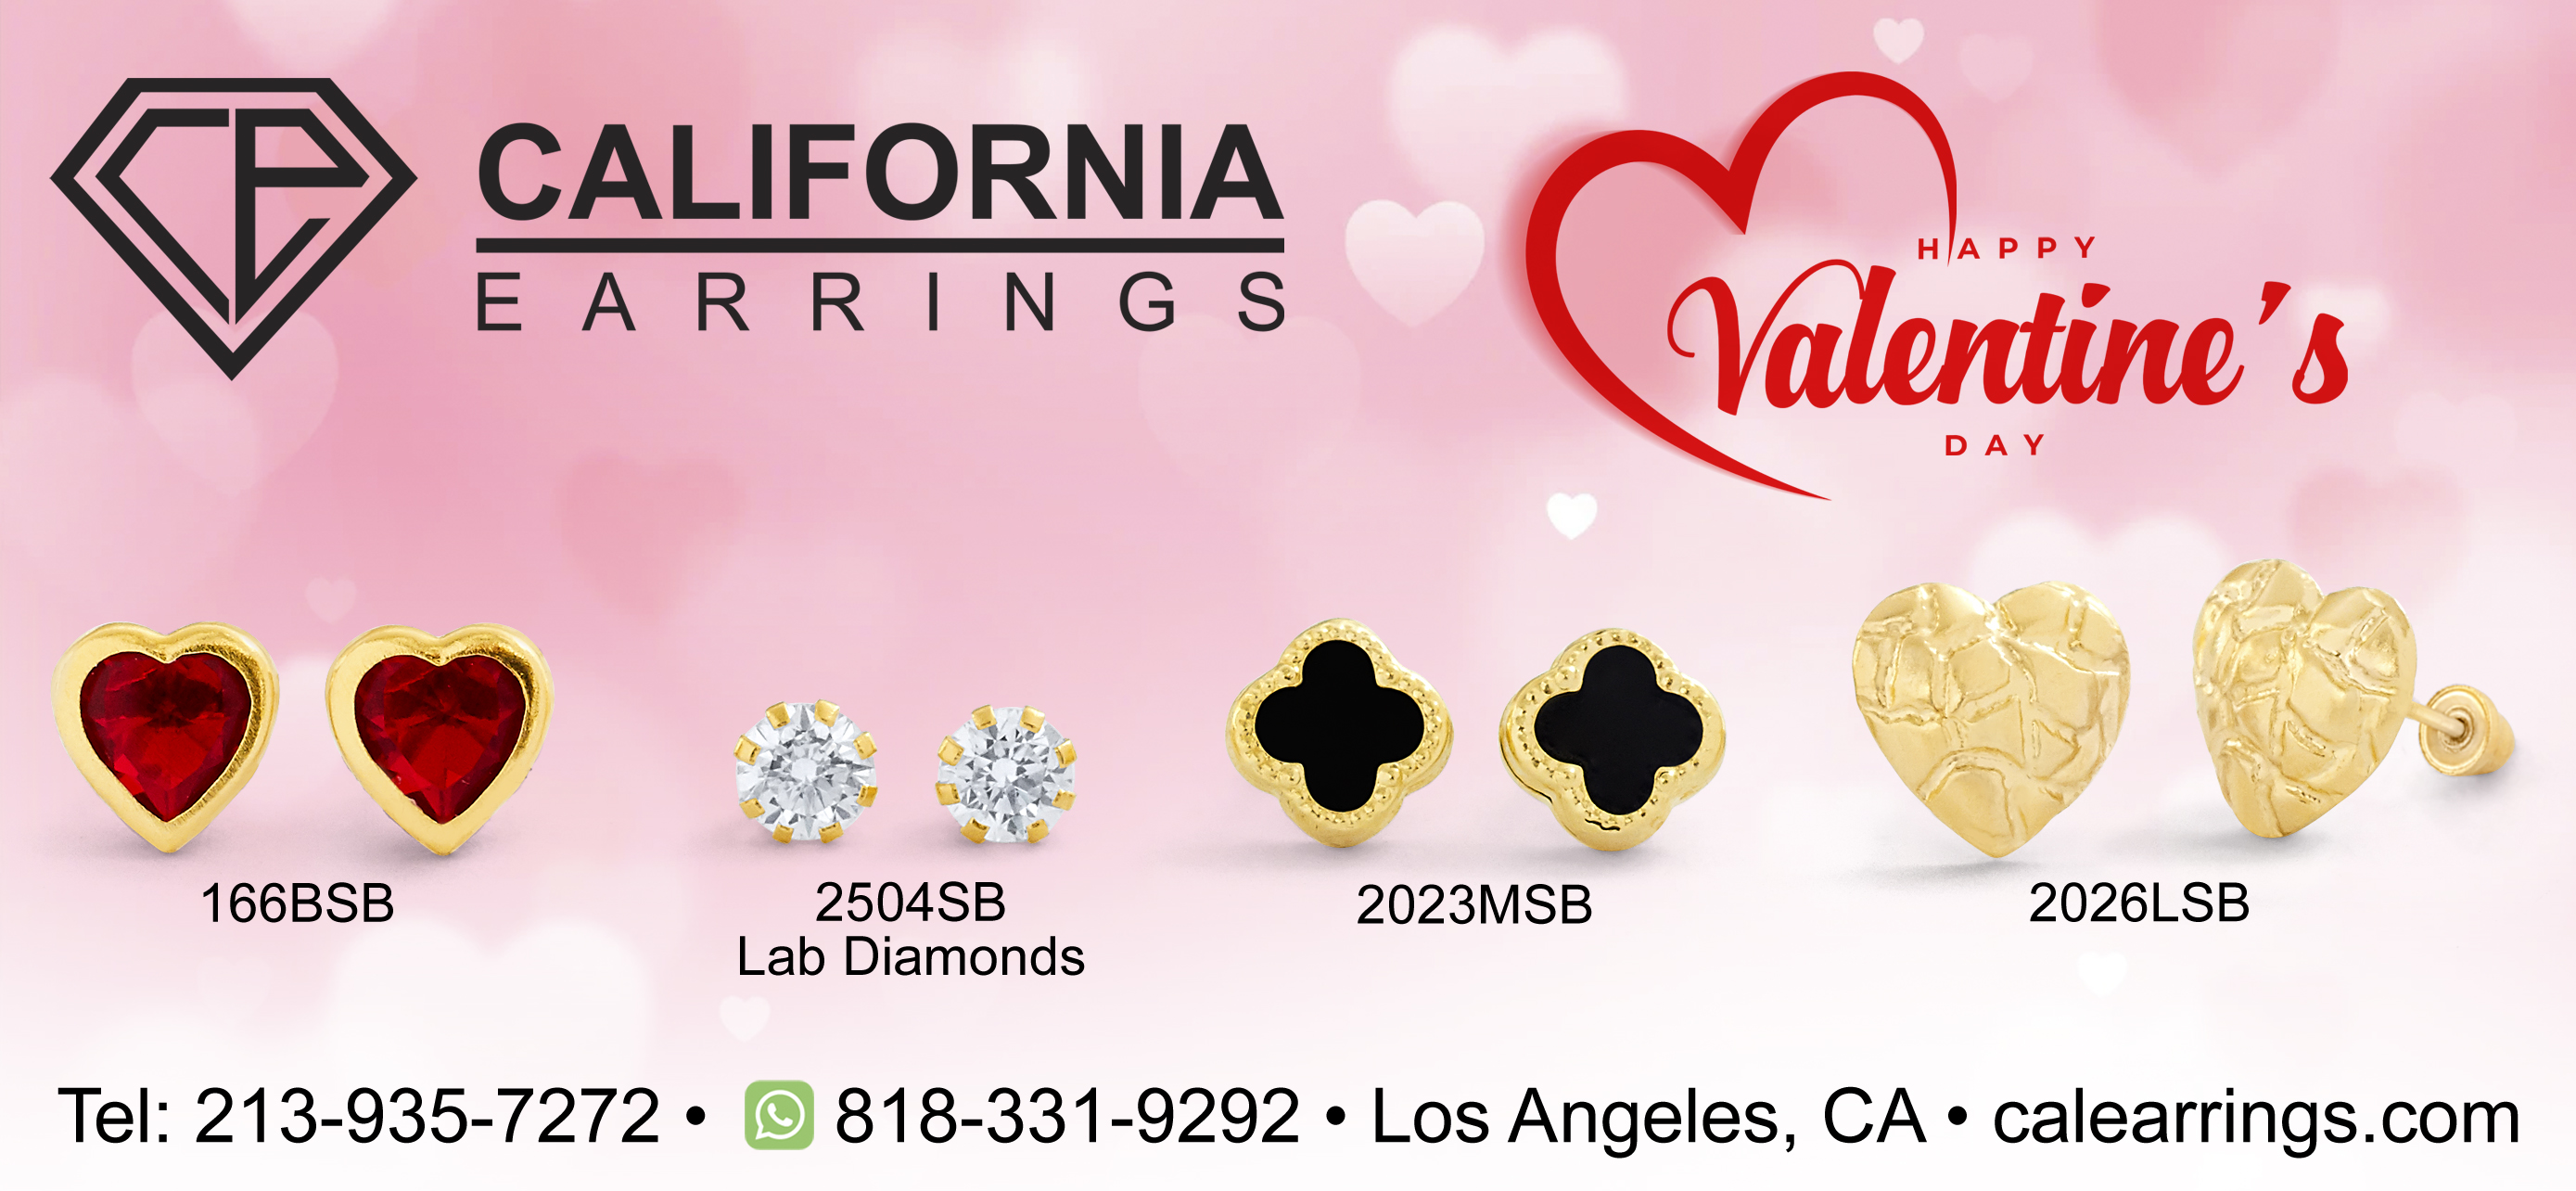 CALIFORNIA
EARRINGS
HAPPY
Valentine's
DAY
166BSB
2504SB
Lab Diamonds
2023MSB
2026LSB
Tel: 213-935-7272 • 818-331-9292 • Los Angeles, CA • calearrings.com